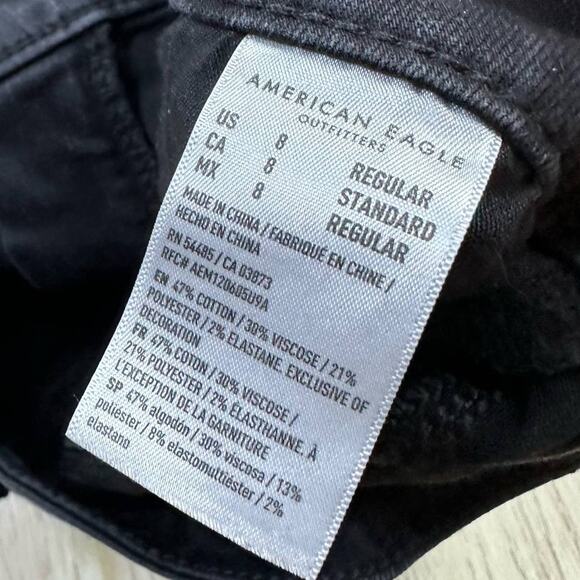 AMERICAN EAGLE
OUTFITTERS
US 8 REGULAR
CA 8 STANDARD
MX 8 REGULAR
MADE IN CHINA / FABRIQUÉ EN CHINE /
HECHO EN CHINA
RN 54485 / CA 03873
RFC# AEM120605U9A
EN 47% COTTON / 30% VISCOSE / 21%
POLYESTER / 2% ELASTANE, EXCLUSIVE OF
DECORATION
FR 47% COTON / 30% VISCOSE /
21% POLYESTER / 2% ÉLASTHANNE, À
L'EXCEPTION DE LA GARNITURE
SP 47% algodón / 30% viscosa / 13%
poliéster / 8% elastomultiéster / 2%
elastano